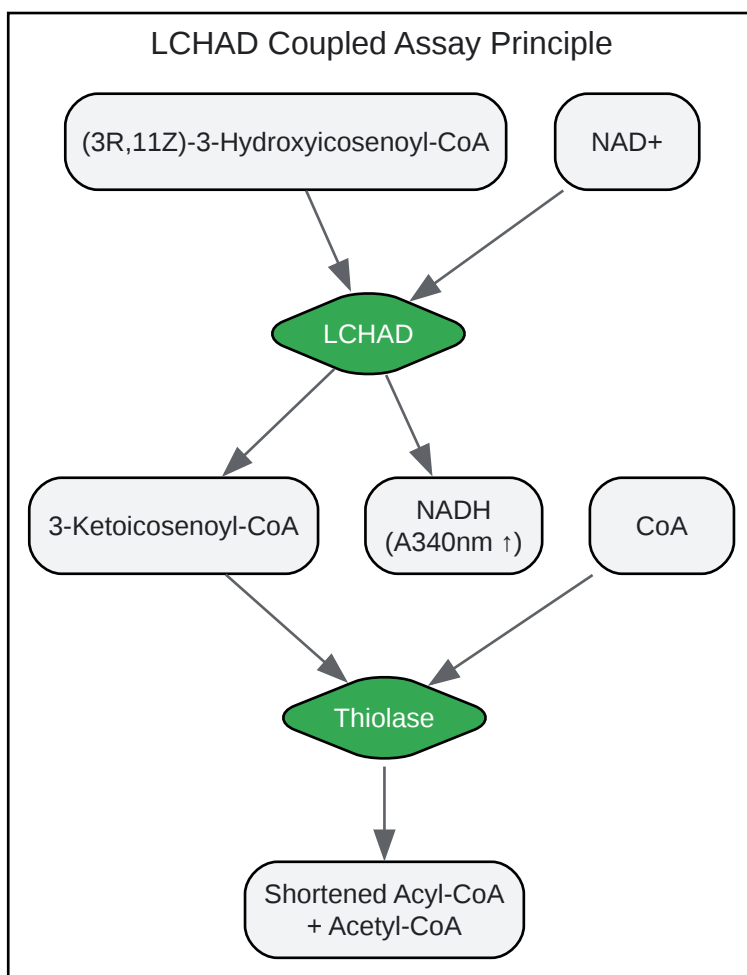 LCHAD Coupled Assay Principle
(3R,11Z)-3-Hydroxyicosenoyl-CoA
NAD+
LCHAD
3-Ketoicosenoyl-CoA
NADH
(A340nm ↑)
CoA
Thiolase
Shortened Acyl-CoA
+ Acetyl-CoA